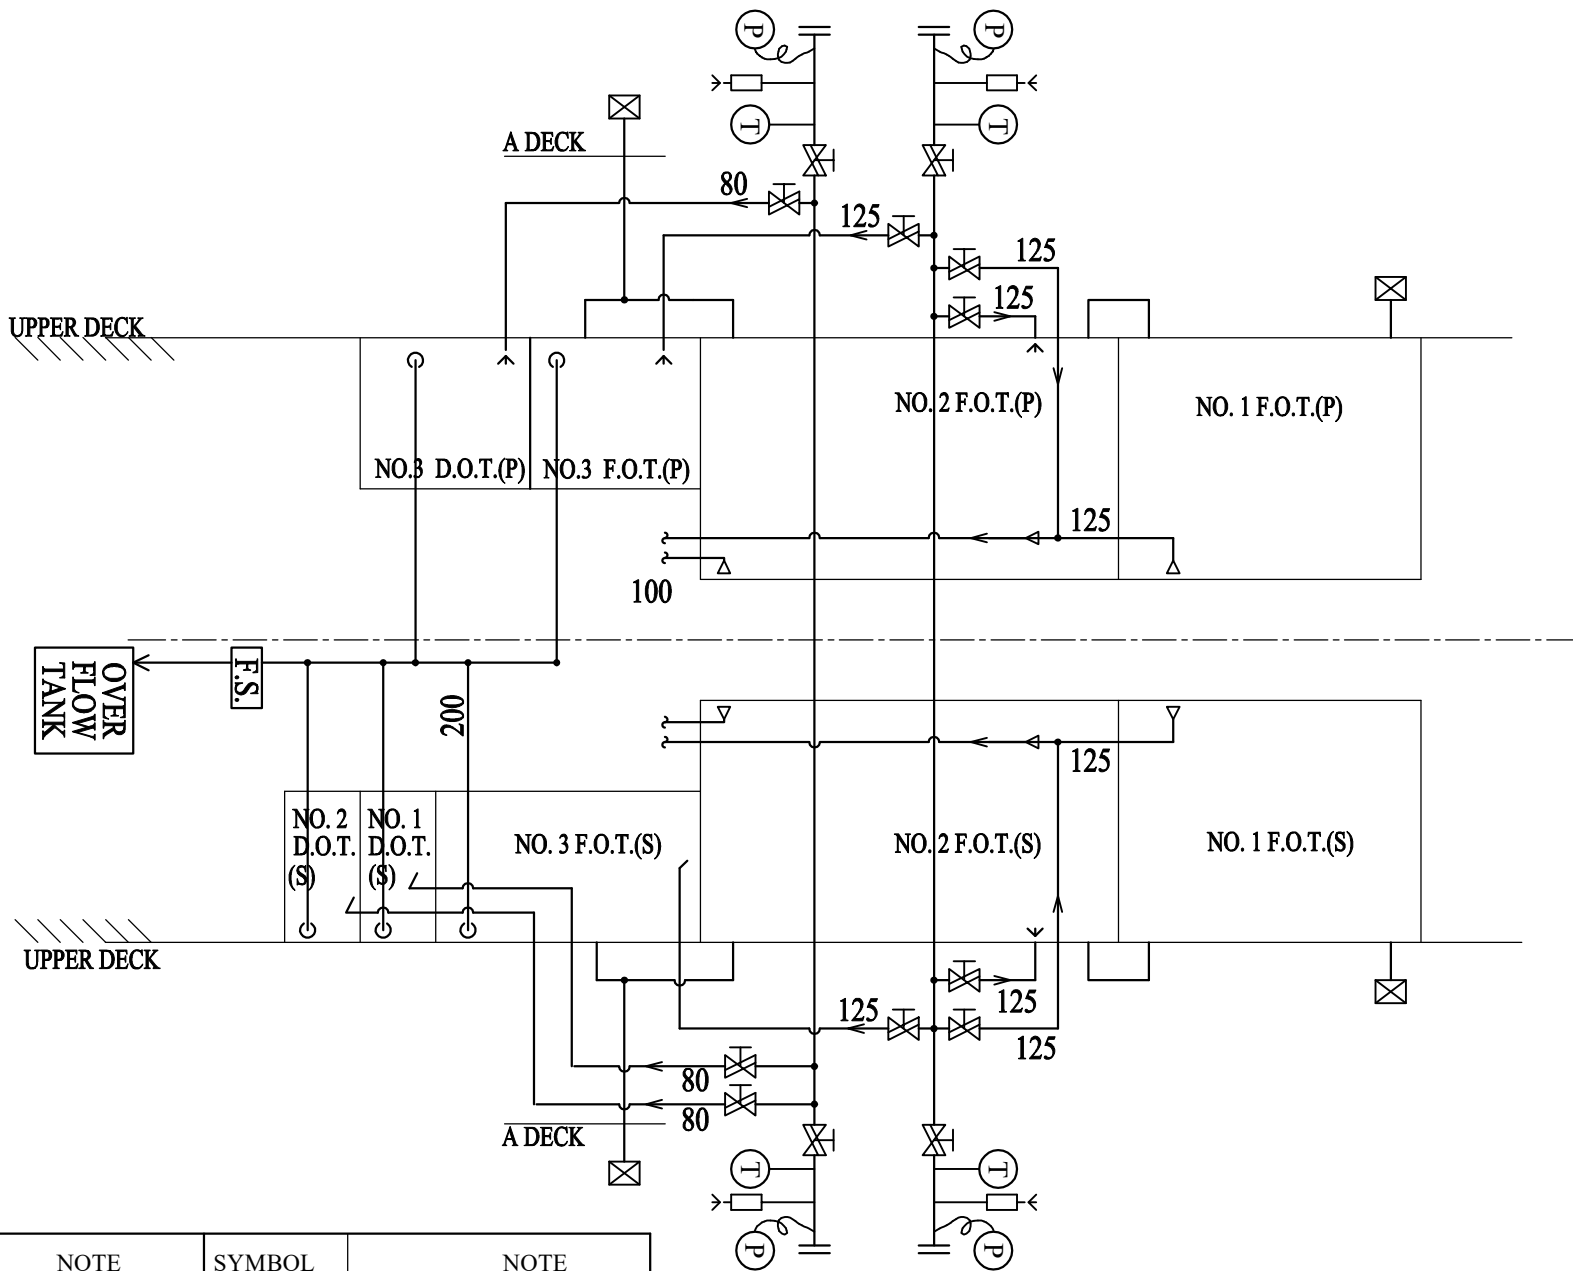 P
P
T
T
A DECK
80
125
125
125
UPPER DECK
NO. 2 F.O.T.(P)
NO. 1 F.O.T.(P)
NO.3 D.O.T.(P)
NO.3 F.O.T.(P)
125
100
OVER
FLOW
TANK
F.S.
200
125
NO. 2
D.O.T.
(S)
NO. 1
D.O.T.
(S)
NO. 3 F.O.T.(S)
NO. 2 F.O.T.(S)
NO. 1 F.O.T.(S)
UPPER DECK
125
125
125
80
80
A DECK
T
T
P
P
NOTE
SYMBOL
NOTE